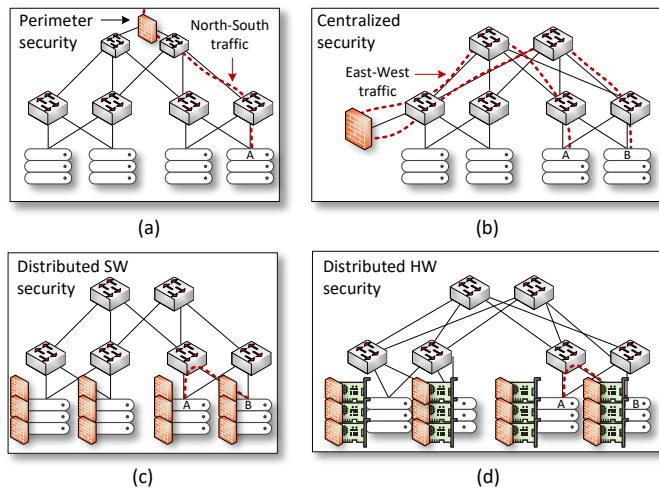 Perimeter
security
North-South
traffic
A
(a)
Centralized
security
East-West
traffic
A
B
(b)
Distributed SW
security
A
B
(c)
Distributed HW
security
A
B
(d)